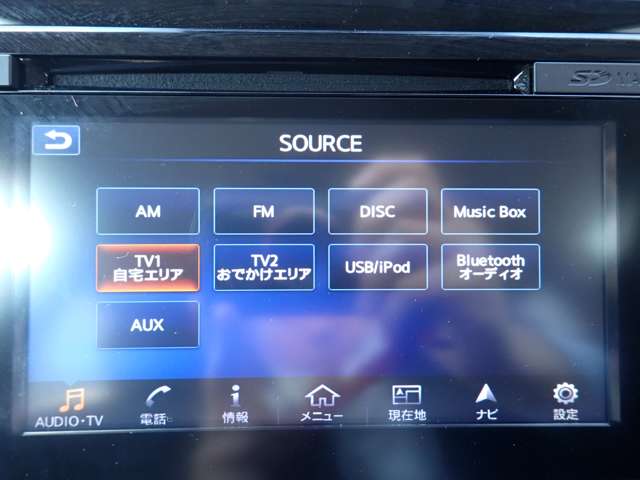 SOURCE
AM
FM
DISC
Music Box
TV1
自宅エリア
TV2
おでかけエリア
USB/iPod
Bluetooth
オーディオ
AUX
AUDIO・TV
電話
情報
メニュー
現在地
ナビ
設定